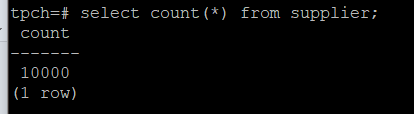 tpch=# select count(*) from supplier;
 count
-------
 10000
(1 row)